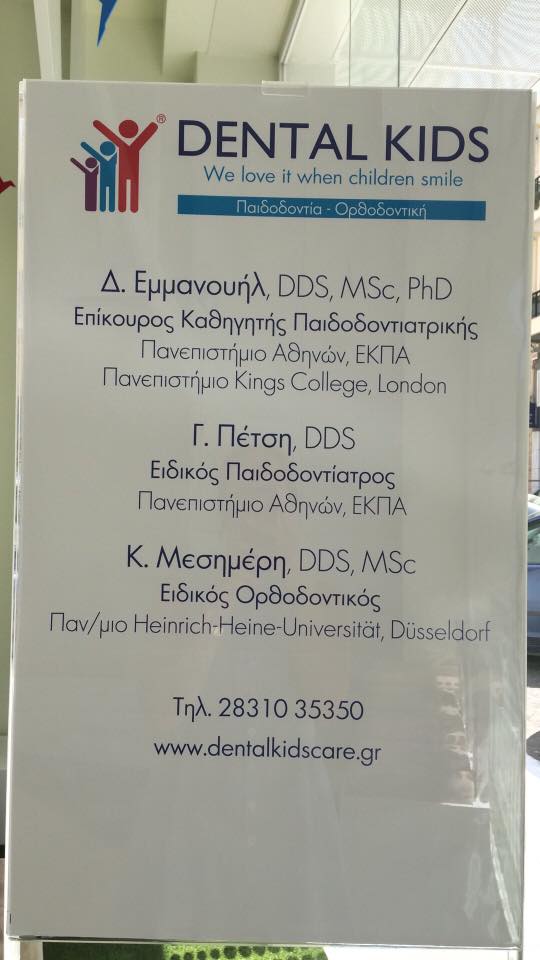 ®
DENTAL KIDS
We love it when children smile
Παιδοδοντία - Ορθοδοντική
Δ. Εμμανουήλ, DDS, MSc, PhD
Επίκουρος Καθηγητής Παιδοδοντιατρικής
Πανεπιστήμιο Αθηνών, ΕΚΠΑ
Πανεπιστήμιο Kings College, London
Γ. Πέτση, DDS
Ειδικός Παιδοδοντίατρος
Πανεπιστήμιο Αθηνών, ΕΚΠΑ
Κ. Μεσημέρη, DDS, MSc
Ειδικός Ορθοδοντικός
Παν/μιο Heinrich-Heine-Universität, Düsseldorf
Τηλ. 28310 35350
www.dentalkidscare.gr